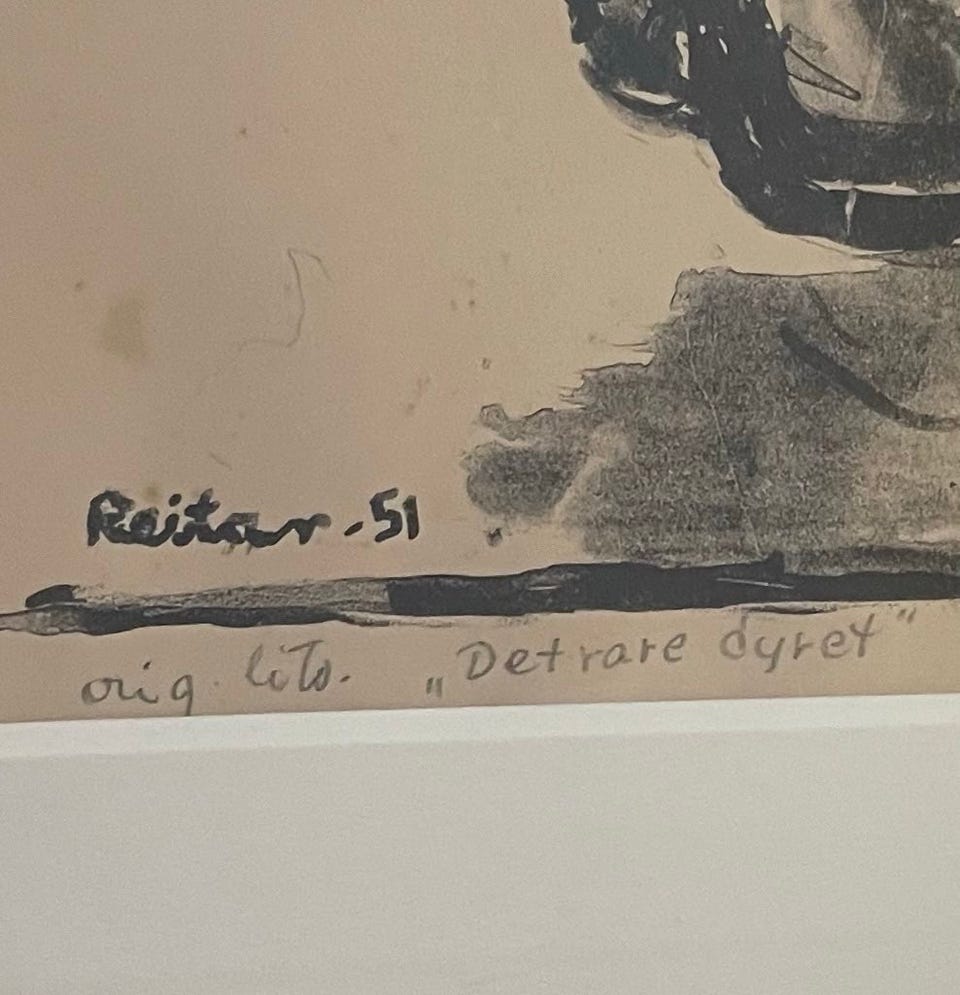 Reitan -51
orig. lito. „Det rare dyret”